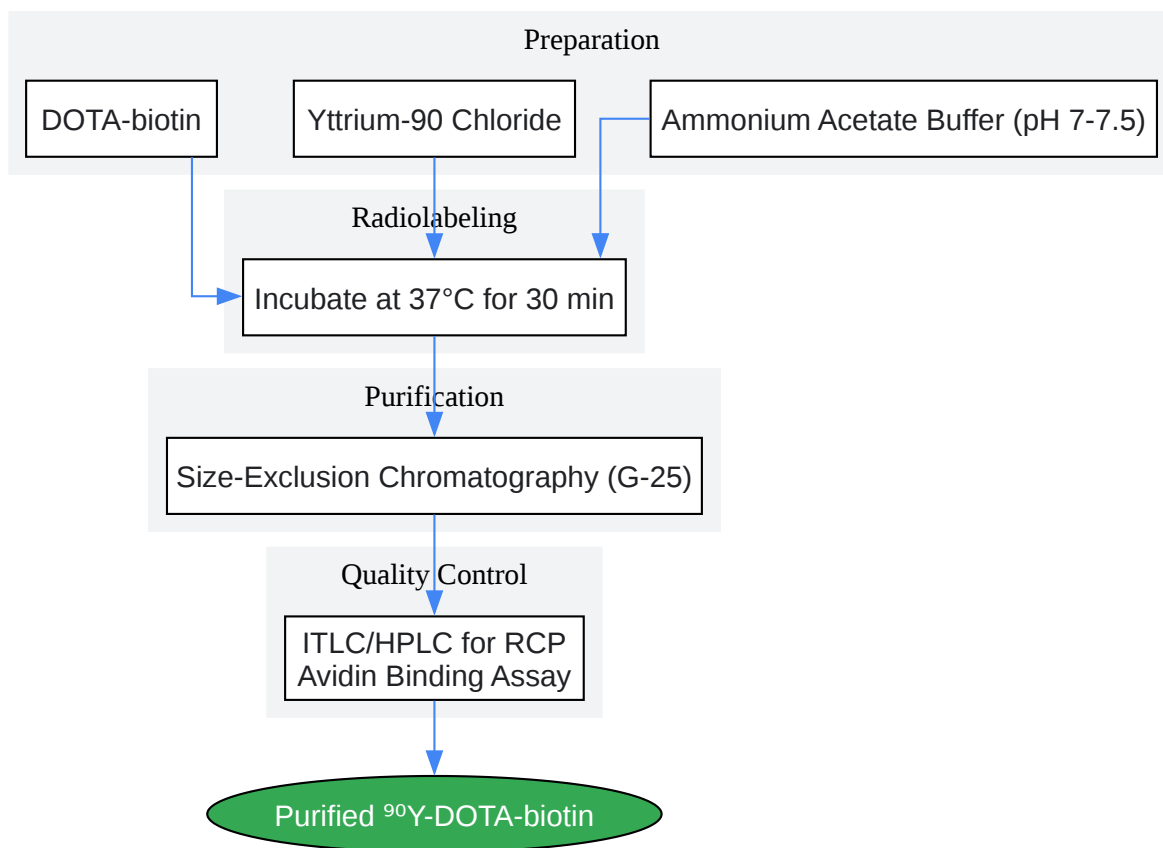 Preparation
DOTA-biotin
Yttrium-90 Chloride
Ammonium Acetate Buffer (pH 7-7.5)
Radiolabeling
Incubate at 37°C for 30 min
Purification
Size-Exclusion Chromatography (G-25)
Quality Control
ITLC/HPLC for RCP
Avidin Binding Assay
Purified ⁹⁰Y-DOTA-biotin